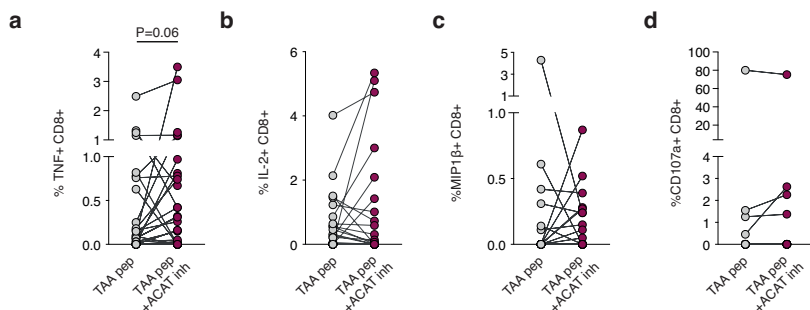 a
P=0.06
% TNF+ CD8+
4
3
2
1
1.0
0.5
0.0
TAA pep
TAA pep
+ACAT inh
b
% IL-2+ CD8+
6
4
2
0
TAA pep
TAA pep
+ACAT inh
c
%MIP1β+ CD8+
5
4
3
2
1
1.0
0.5
0.0
TAA pep
TAA pep
+ACAT inh
d
%CD107a+ CD8+
100
80
60
40
20
4
3
2
1
0
TAA pep
TAA pep
+ACAT inh